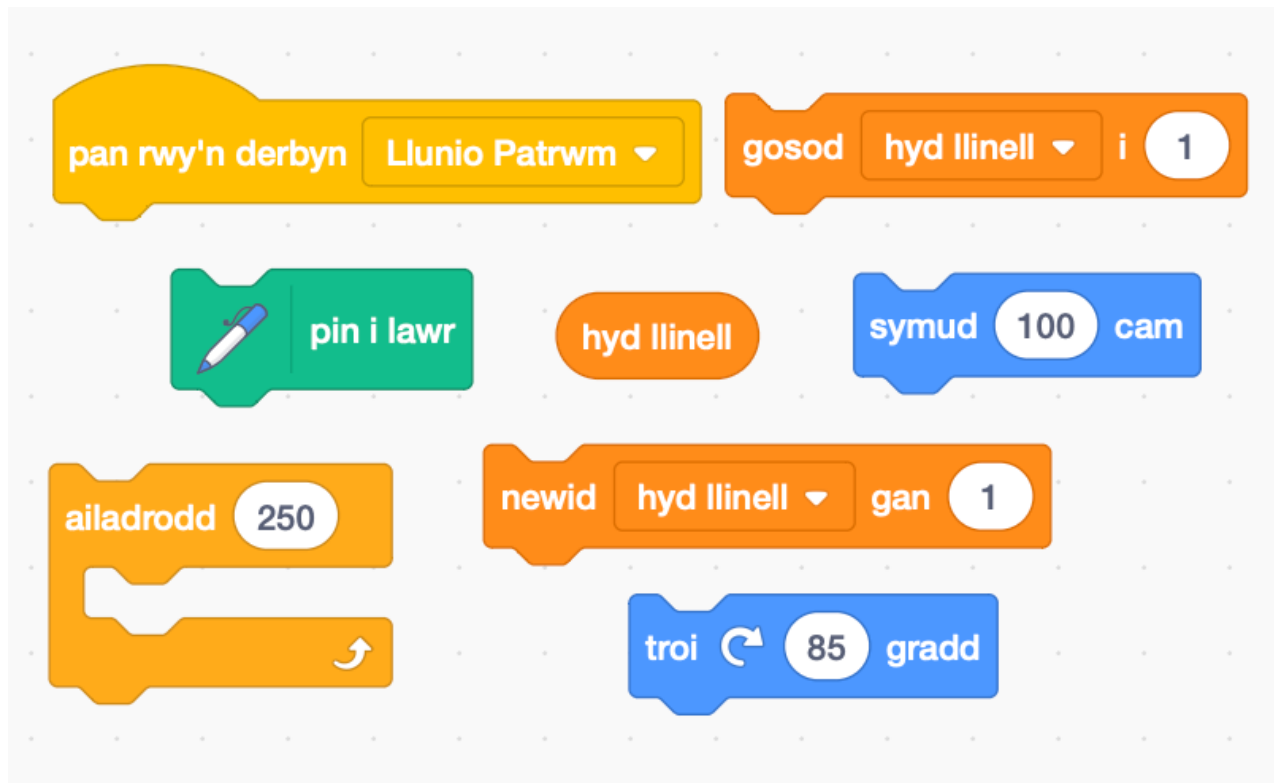 pan rwy'n derbyn Llunio Patrwm
gosod hyd llinell i 1
pin i lawr
hyd llinell
symud 100 cam
ailadrodd 250
newid hyd llinell gan 1
troi 85 gradd